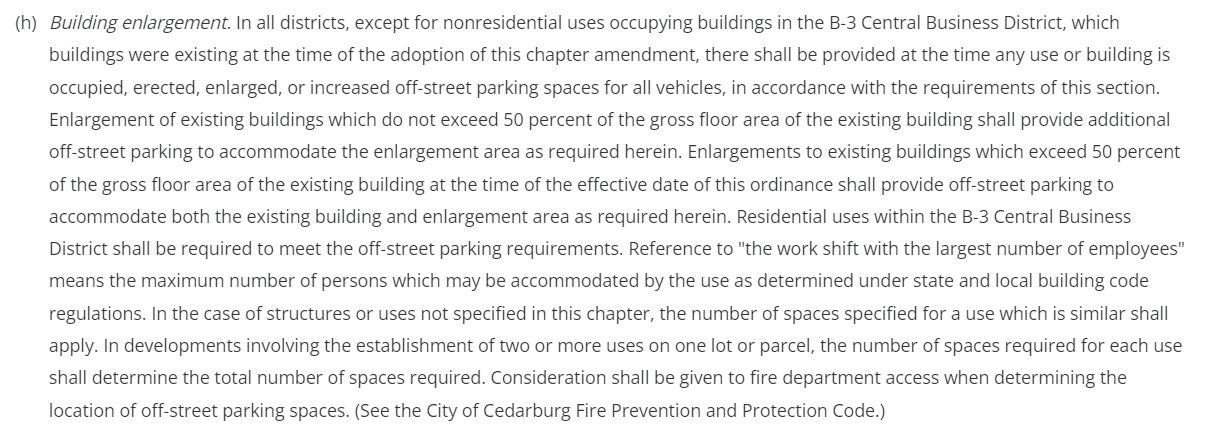 (h) Building enlargement. In all districts, except for nonresidential uses occupying buildings in the B-3 Central Business District, which
buildings were existing at the time of the adoption of this chapter amendment, there shall be provided at the time any use or building is
occupied, erected, enlarged, or increased off-street parking spaces for all vehicles, in accordance with the requirements of this section.
Enlargement of existing buildings which do not exceed 50 percent of the gross floor area of the existing building shall provide additional
off-street parking to accommodate the enlargement area as required herein. Enlargements to existing buildings which exceed 50 percent
of the gross floor area of the existing building at the time of the effective date of this ordinance shall provide off-street parking to
accommodate both the existing building and enlargement area as required herein. Residential uses within the B-3 Central Business
District shall be required to meet the off-street parking requirements. Reference to "the work shift with the largest number of employees"
means the maximum number of persons which may be accommodated by the use as determined under state and local building code
regulations. In the case of structures or uses not specified in this chapter, the number of spaces specified for a use which is similar shall
apply. In developments involving the establishment of two or more uses on one lot or parcel, the number of spaces required for each use
shall determine the total number of spaces required. Consideration shall be given to fire department access when determining the
location of off-street parking spaces. (See the City of Cedarburg Fire Prevention and Protection Code.)